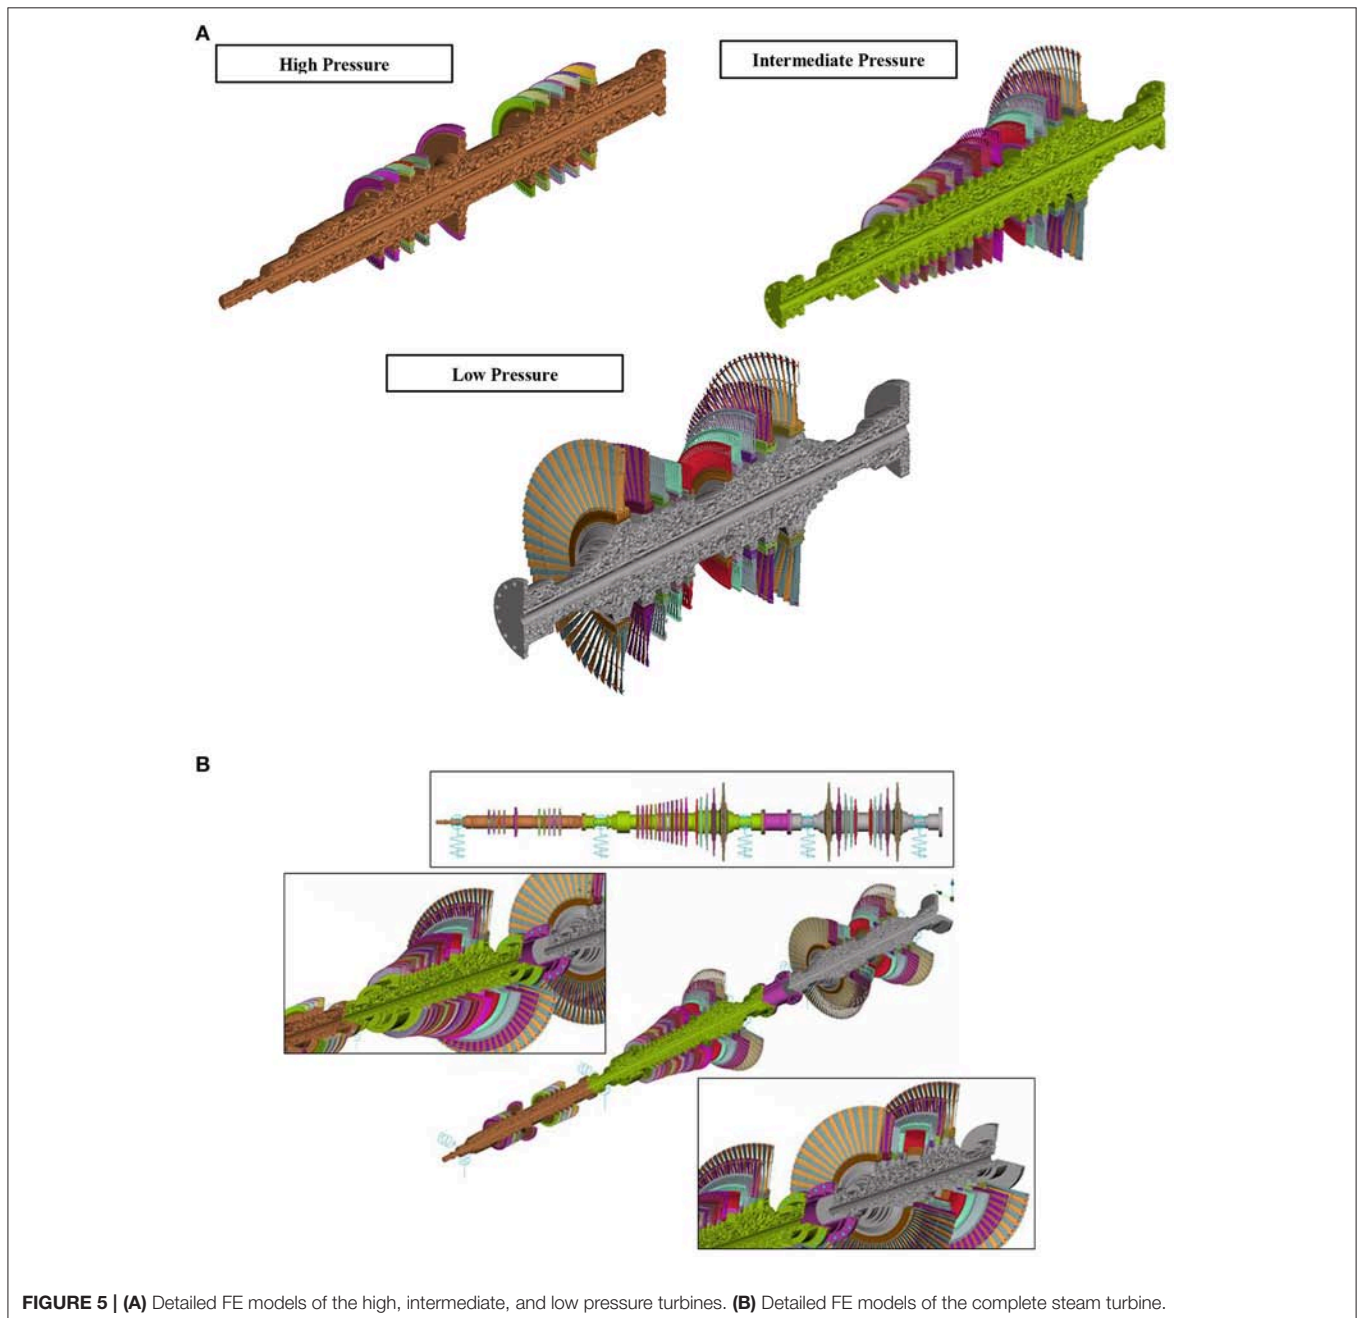 A
High Pressure
Intermediate Pressure
Low Pressure
B
FIGURE 5 | (A) Detailed FE models of the high, intermediate, and low pressure turbines. (B) Detailed FE models of the complete steam turbine.